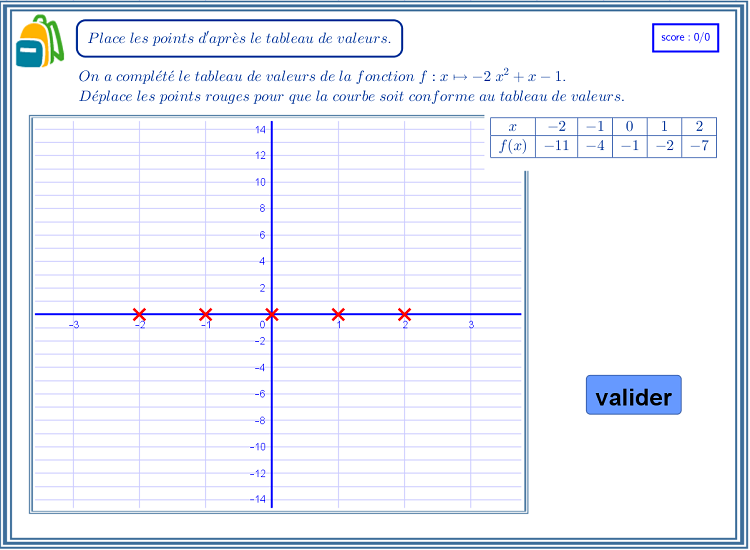 Place les points d'après le tableau de valeurs.
score : 0/0
On a complété le tableau de valeurs de la fonction f : x ↦ −2 x² + x − 1.
Déplace les points rouges pour que la courbe soit conforme au tableau de valeurs.
x −2 −1 0 1 2
f(x) −11 −4 −1 −2 −7
14
12
10
8
6
4
2
-3 -2 -1 0 1 2 3
-2
-4
-6
-8
-10
-12
-14
valider